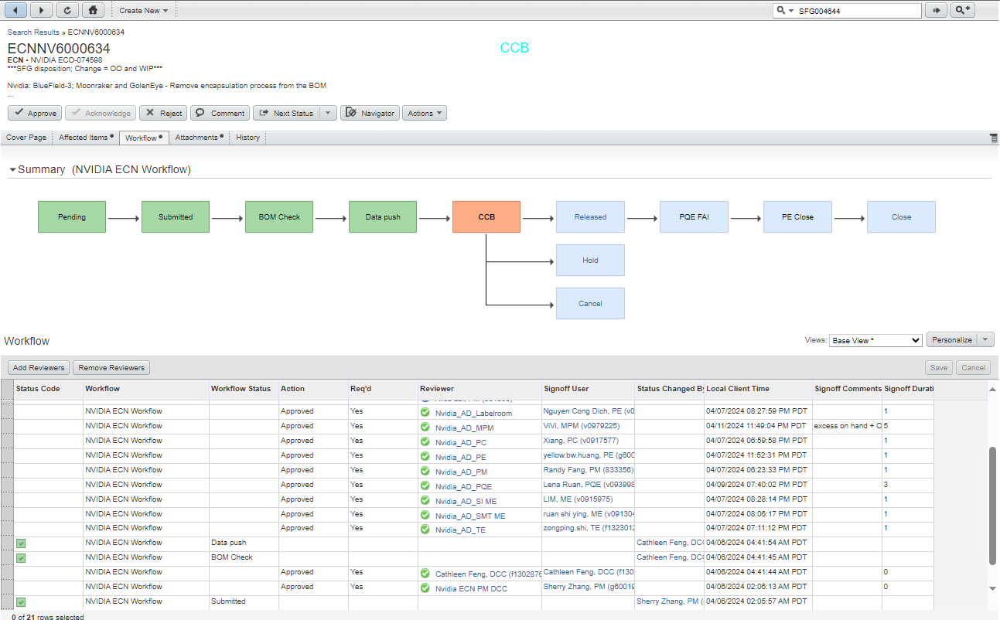 Create New
SFG004644
Search Results » ECNNV6000634
ECNNV6000634
CCB
ECN • NVIDIA ECO-074598
***SFG disposition; Change = OO and WIP***
Nvidia: BlueField-3; Moonraker and GolenEye - Remove encapsulation process from the BOM
...
Approve Acknowledge Reject Comment Next Status Navigator Actions
Cover Page Affected Items Workflow Attachments History
Summary (NVIDIA ECN Workflow)
Pending Submitted BOM Check Data push CCB Released PQE FAI PE Close Close
Hold
Cancel
Workflow Views: Base View * Personalize
Add Reviewers Remove Reviewers Save Cancel
Status Code Workflow Workflow Status Action Req'd Reviewer Signoff User Status Changed By Local Client Time Signoff Comments Signoff Durati
NVIDIA ECN Workflow Approved Yes Nvidia_AD_Labelroom Nguyen Cong Dich, PE (v0 04/07/2024 08:27:59 PM PDT 1
NVIDIA ECN Workflow Approved Yes Nvidia_AD_MPM ViVi, MPM (v0979225) 04/11/2024 11:49:04 PM PDT excess on hand + O 5
NVIDIA ECN Workflow Approved Yes Nvidia_AD_PC Xiang, PC (v0917577) 04/07/2024 06:59:58 PM PDT 1
NVIDIA ECN Workflow Approved Yes Nvidia_AD_PE yellow.bw.huang, PE (g600 04/07/2024 11:52:31 PM PDT 1
NVIDIA ECN Workflow Approved Yes Nvidia_AD_PM Randy Fang, PM (833356) 04/07/2024 06:23:33 PM PDT 1
NVIDIA ECN Workflow Approved Yes Nvidia_AD_PQE Lena Ruan, PQE (v093998 04/09/2024 07:40:02 PM PDT 3
NVIDIA ECN Workflow Approved Yes Nvidia_AD_SI ME LIM, ME (v0915975) 04/07/2024 08:28:14 PM PDT 1
NVIDIA ECN Workflow Approved Yes Nvidia_AD_SMT ME ruan shi ying, ME (v091304 04/07/2024 08:06:17 PM PDT 1
NVIDIA ECN Workflow Approved Yes Nvidia_AD_TE zongping.shi, TE (f1323012 04/07/2024 07:11:12 PM PDT 1
NVIDIA ECN Workflow Data push Cathleen Feng, DCC 04/06/2024 04:41:54 AM PDT
NVIDIA ECN Workflow BOM Check Cathleen Feng, DCC 04/06/2024 04:41:45 AM PDT
NVIDIA ECN Workflow Approved Yes Cathleen Feng, DCC (f1302876 Cathleen Feng, DCC (f130 04/06/2024 04:41:44 AM PDT 0
NVIDIA ECN Workflow Approved Yes Nvidia ECN PM DCC Sherry Zhang, PM (g60019 04/06/2024 02:06:13 AM PDT 0
NVIDIA ECN Workflow Submitted Sherry Zhang, PM ( 04/06/2024 02:05:57 AM PDT
0 of 21 rows selected